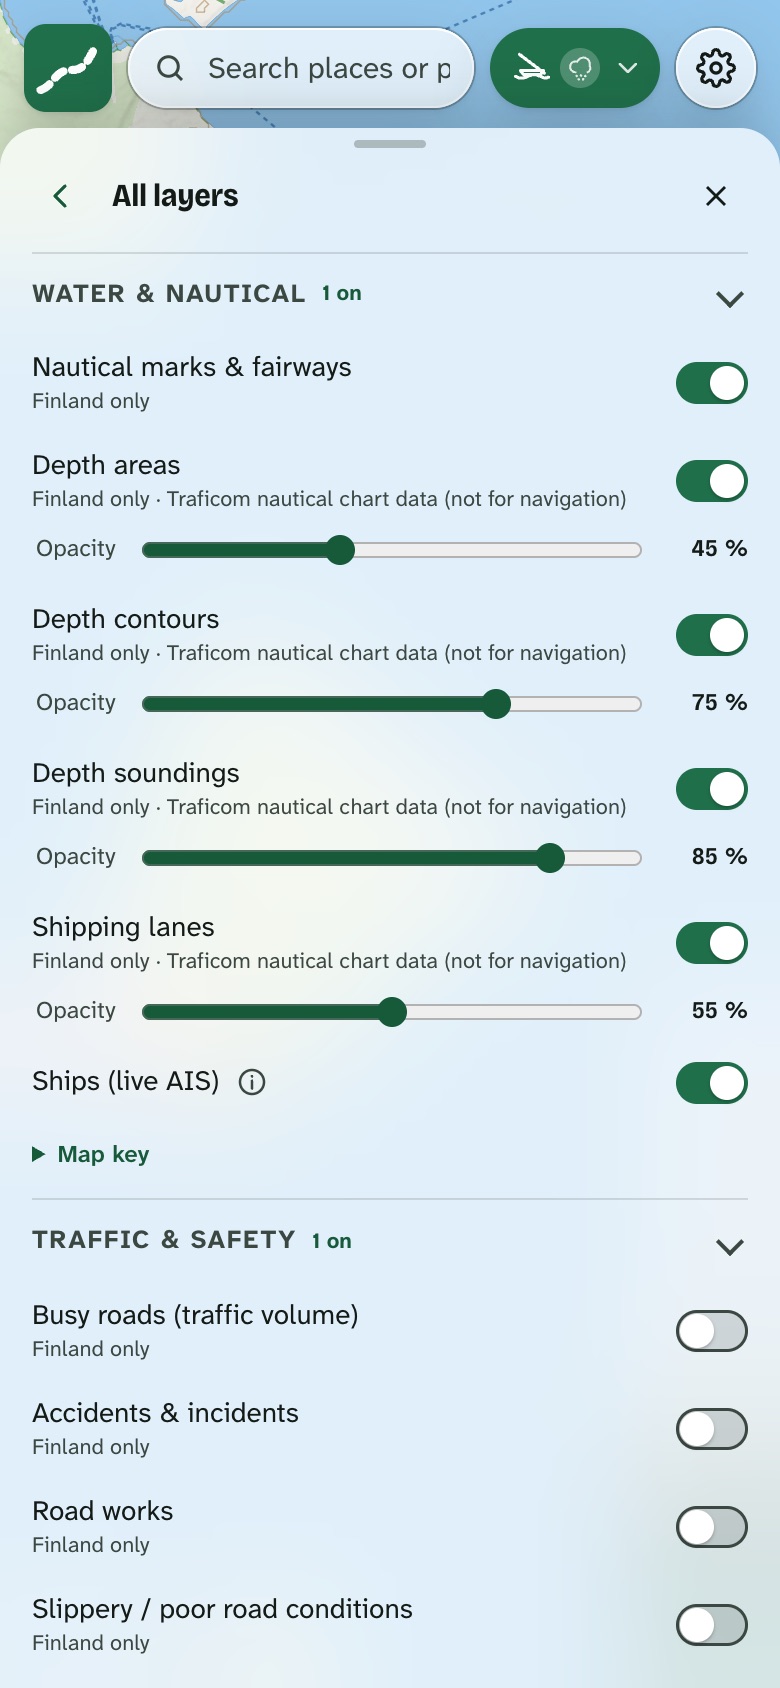 Search places or p
All layers
WATER & NAUTICAL 1 on
Nautical marks & fairways
Finland only
Depth areas
Finland only · Traficom nautical chart data (not for navigation)
Opacity 45 %
Depth contours
Finland only · Traficom nautical chart data (not for navigation)
Opacity 75 %
Depth soundings
Finland only · Traficom nautical chart data (not for navigation)
Opacity 85 %
Shipping lanes
Finland only · Traficom nautical chart data (not for navigation)
Opacity 55 %
Ships (live AIS)
Map key
TRAFFIC & SAFETY 1 on
Busy roads (traffic volume)
Finland only
Accidents & incidents
Finland only
Road works
Finland only
Slippery / poor road conditions
Finland only